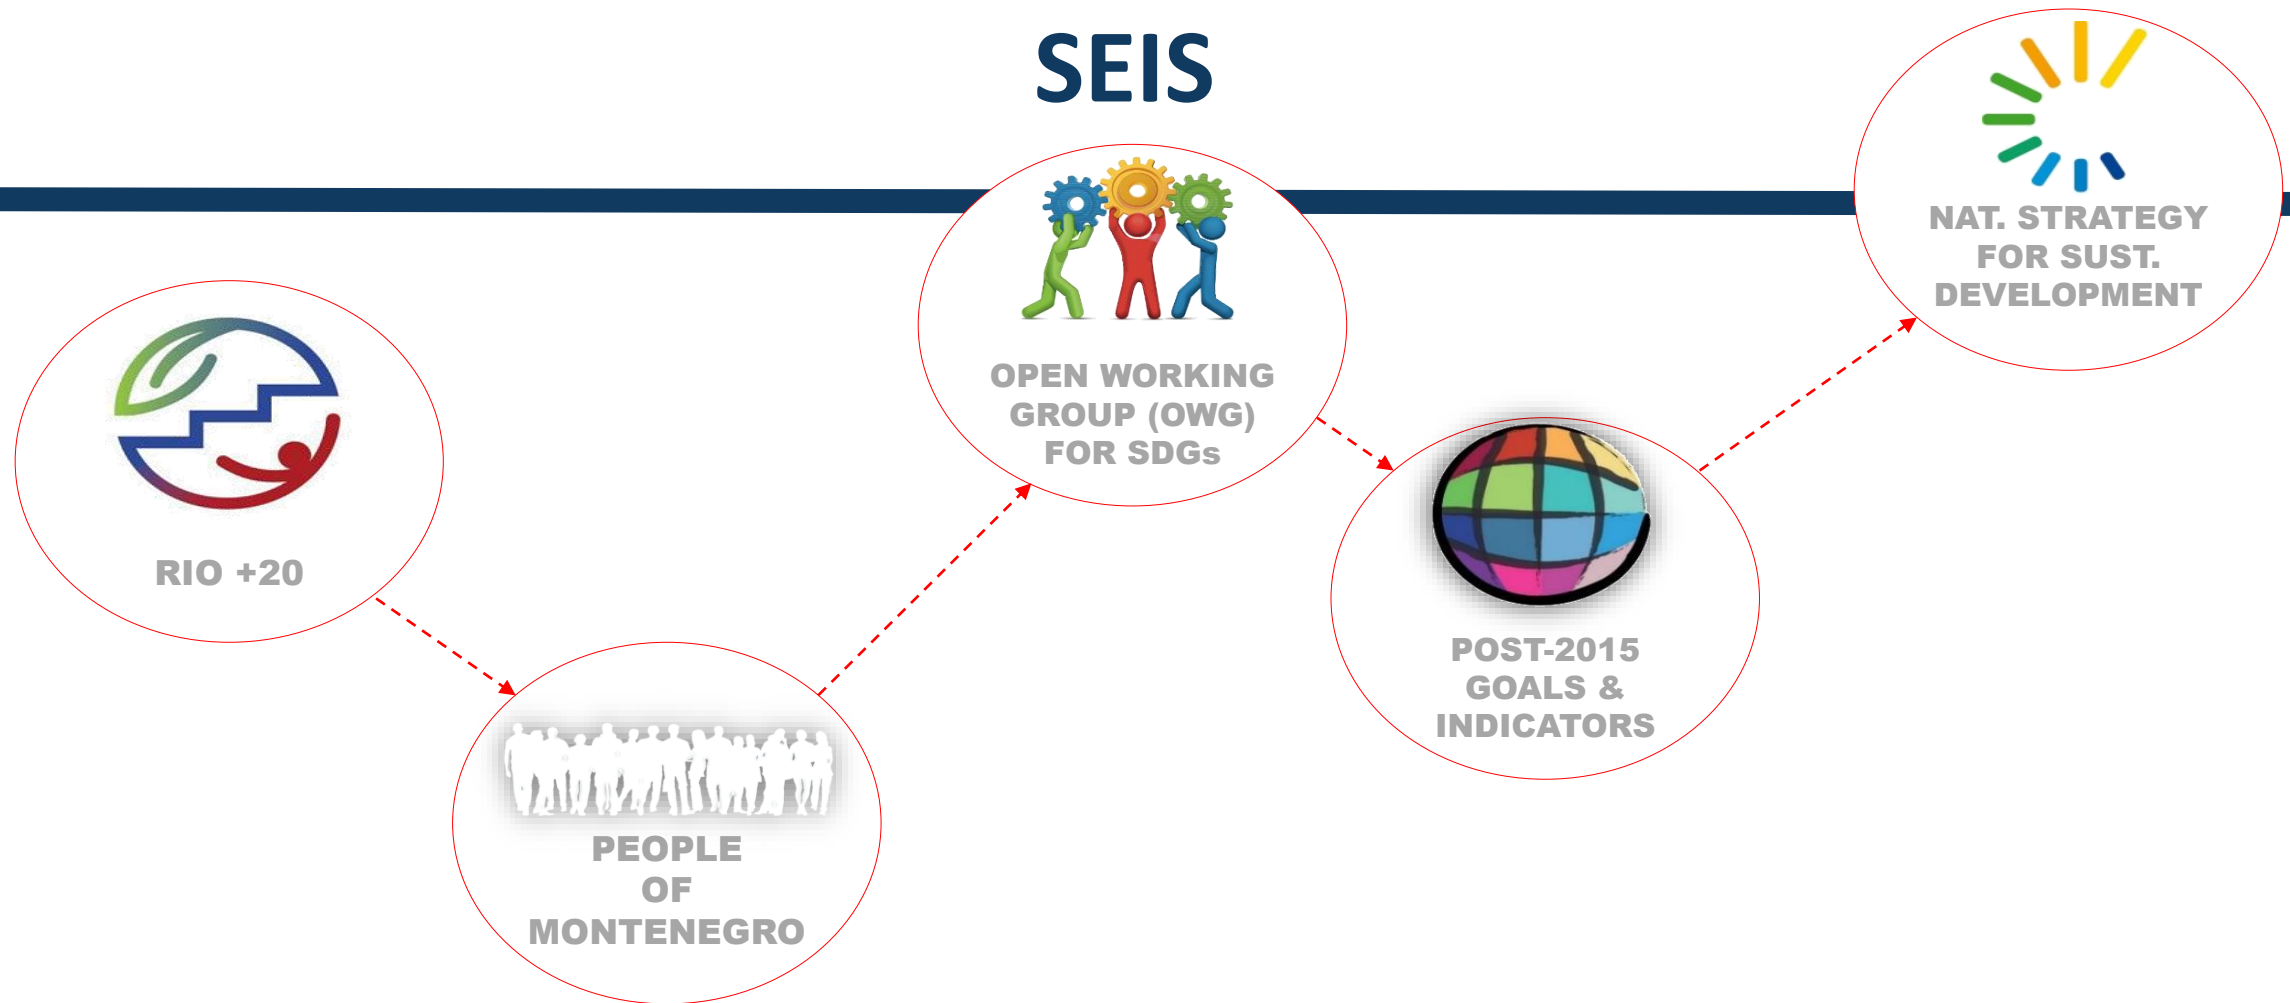 SEIS
RIO +20
PEOPLE
OF
MONTENEGRO
OPEN WORKING
GROUP (OWG)
FOR SDGs
POST-2015
GOALS &
INDICATORS
NAT. STRATEGY
FOR SUST.
DEVELOPMENT